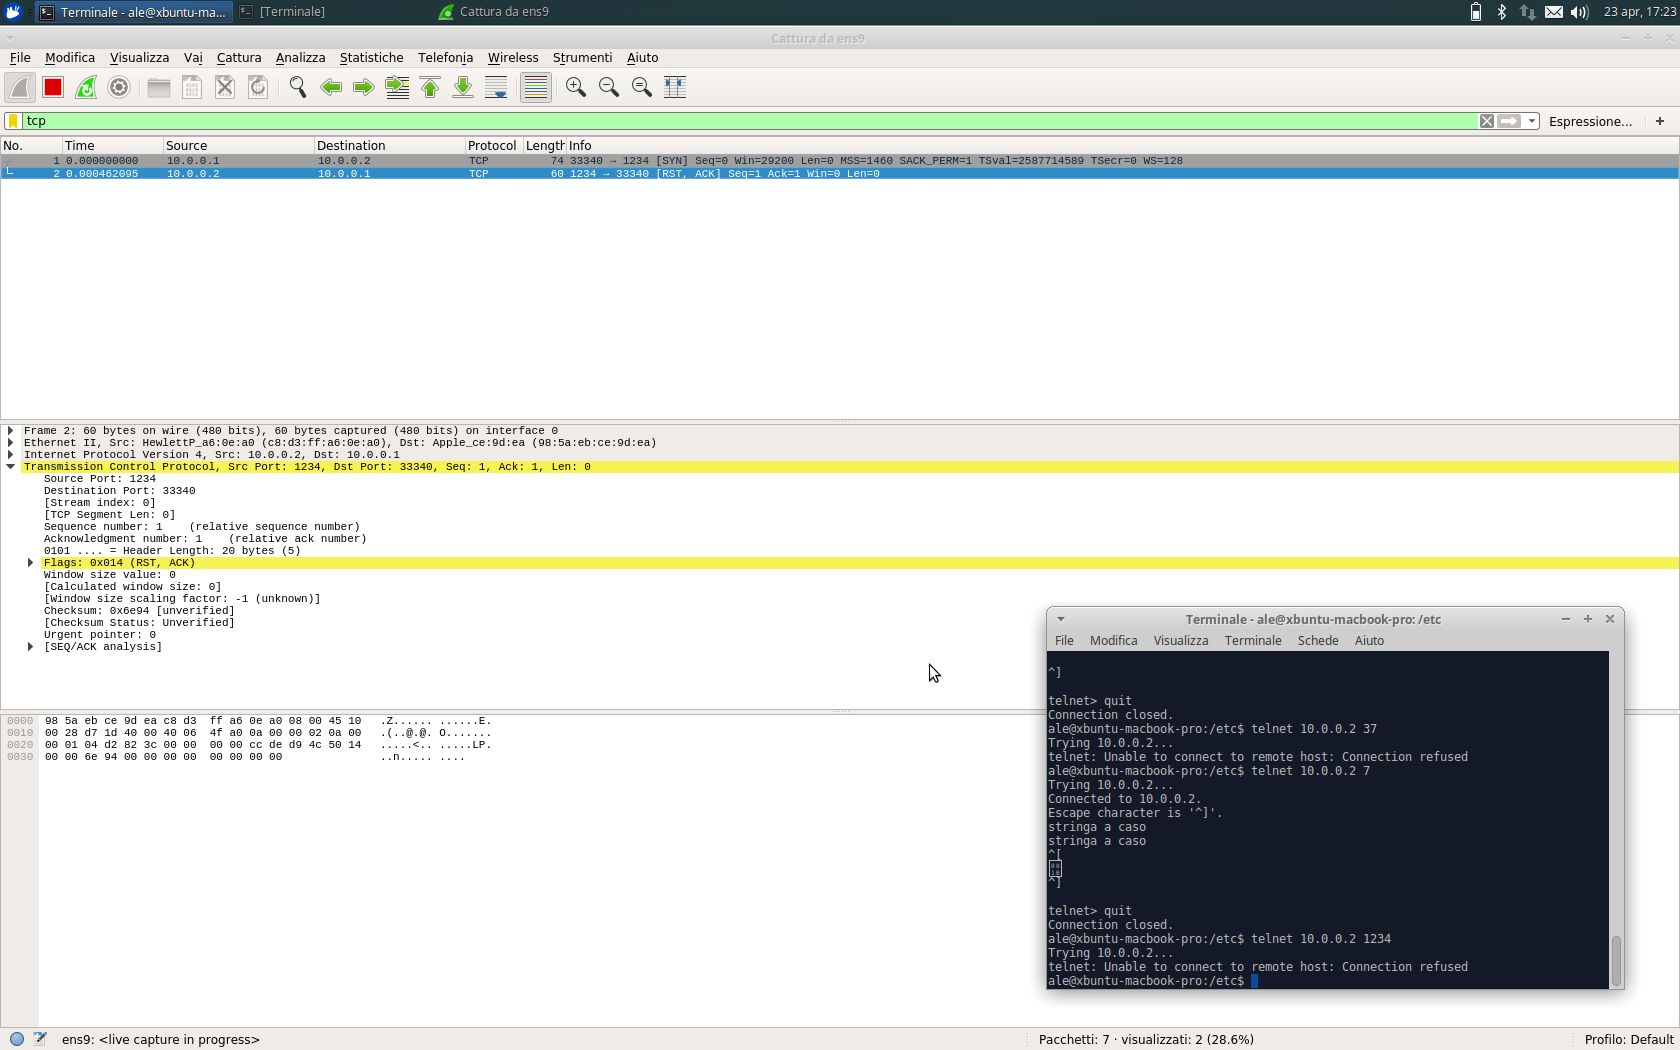 Terminale - ale@xbuntu-ma...
[Terminale]
Cattura da ens9
23 apr, 17:23
Cattura da ens9
File Modifica Visualizza Vai Cattura Analizza Statistiche Telefonia Wireless Strumenti Aiuto
tcp
Espressione... +
No. Time Source Destination Protocol Length Info
1 0.000000000 10.0.0.1 10.0.0.2 TCP 74 33340 → 1234 [SYN] Seq=0 Win=29200 Len=0 MSS=1460 SACK_PERM=1 TSval=2587714589 TSecr=0 WS=128
2 0.000462095 10.0.0.2 10.0.0.1 TCP 60 1234 → 33340 [RST, ACK] Seq=1 Ack=1 Win=0 Len=0
Frame 2: 60 bytes on wire (480 bits), 60 bytes captured (480 bits) on interface 0
Ethernet II, Src: HewlettP_a6:0e:a0 (c8:d3:ff:a6:0e:a0), Dst: Apple_ce:9d:ea (98:5a:eb:ce:9d:ea)
Internet Protocol Version 4, Src: 10.0.0.2, Dst: 10.0.0.1
Transmission Control Protocol, Src Port: 1234, Dst Port: 33340, Seq: 1, Ack: 1, Len: 0
Source Port: 1234
Destination Port: 33340
[Stream index: 0]
[TCP Segment Len: 0]
Sequence number: 1    (relative sequence number)
Acknowledgment number: 1    (relative ack number)
0101 .... = Header Length: 20 bytes (5)
Flags: 0x014 (RST, ACK)
Window size value: 0
[Calculated window size: 0]
[Window size scaling factor: -1 (unknown)]
Checksum: 0x6e94 [unverified]
[Checksum Status: Unverified]
Urgent pointer: 0
[SEQ/ACK analysis]
0000 98 5a eb ce 9d ea c8 d3 ff a6 0e a0 08 00 45 10 .Z...... ......E.
0010 00 28 d7 1d 40 00 40 06 4f a0 0a 00 00 02 0a 00 .(..@.@. O.......
0020 00 01 04 d2 82 3c 00 00 00 00 cc de d9 4c 50 14 .....<.. .....LP.
0030 00 00 6e 94 00 00 00 00 00 00 00 00 ..n..... ....
Terminale - ale@xbuntu-macbook-pro: /etc
File Modifica Visualizza Terminale Schede Aiuto
^]
telnet> quit
Connection closed.
ale@xbuntu-macbook-pro:/etc$ telnet 10.0.0.2 37
Trying 10.0.0.2...
telnet: Unable to connect to remote host: Connection refused
ale@xbuntu-macbook-pro:/etc$ telnet 10.0.0.2 7
Trying 10.0.0.2...
Connected to 10.0.0.2.
Escape character is '^]'.
stringa a caso
stringa a caso
^[
^]
telnet> quit
Connection closed.
ale@xbuntu-macbook-pro:/etc$ telnet 10.0.0.2 1234
Trying 10.0.0.2...
telnet: Unable to connect to remote host: Connection refused
ale@xbuntu-macbook-pro:/etc$
ens9: <live capture in progress>
Pacchetti: 7 · visualizzati: 2 (28.6%)
Profilo: Default